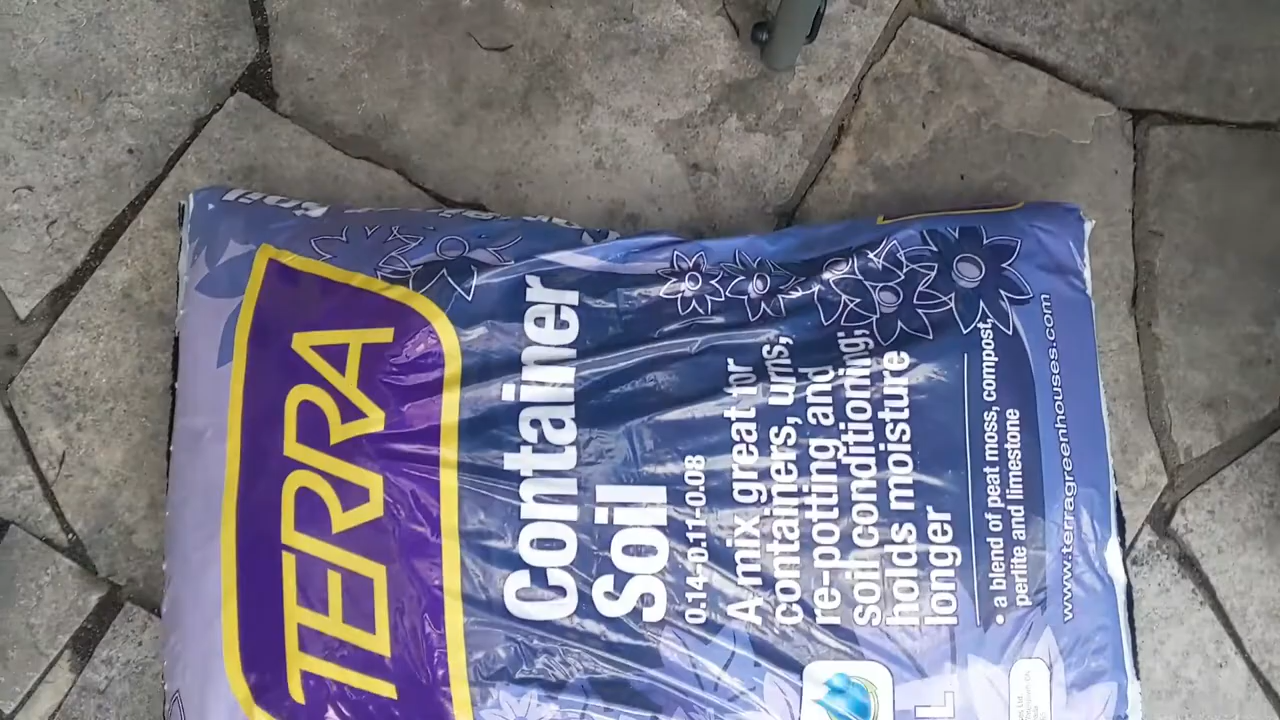 TERRA
Container
Soil
0.14-0.11-0.08
A mix great for
containers, urns,
re-potting and
soil conditioning;
holds moisture
longer
• a blend of peat moss, compost,
perlite and limestone
www.terragreenhouses.com
L